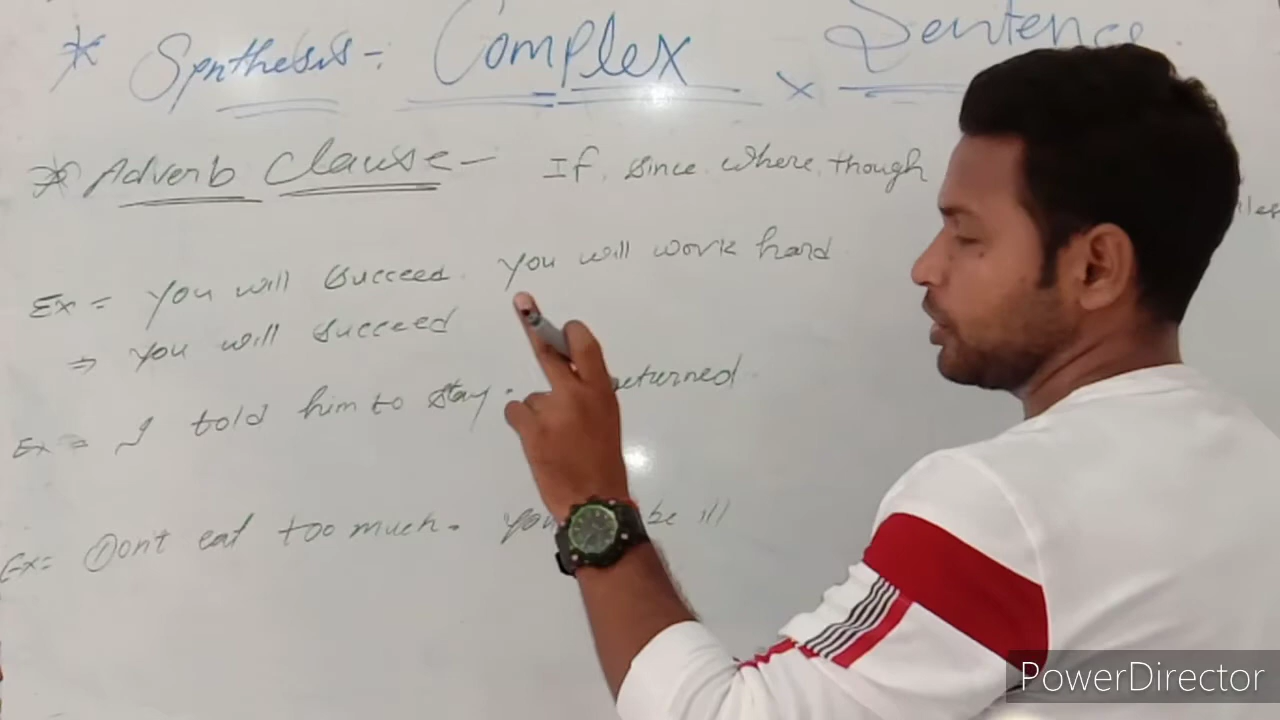 * Synthesis-: Complex × Sentence.
* Adverb Clause - If, since, where, though
Ex = You will succeed. You will work hard.
⇒ You will succeed
Ex = I told him to stay. returned.
Ex = Don't eat too much. You be ill
PowerDirector